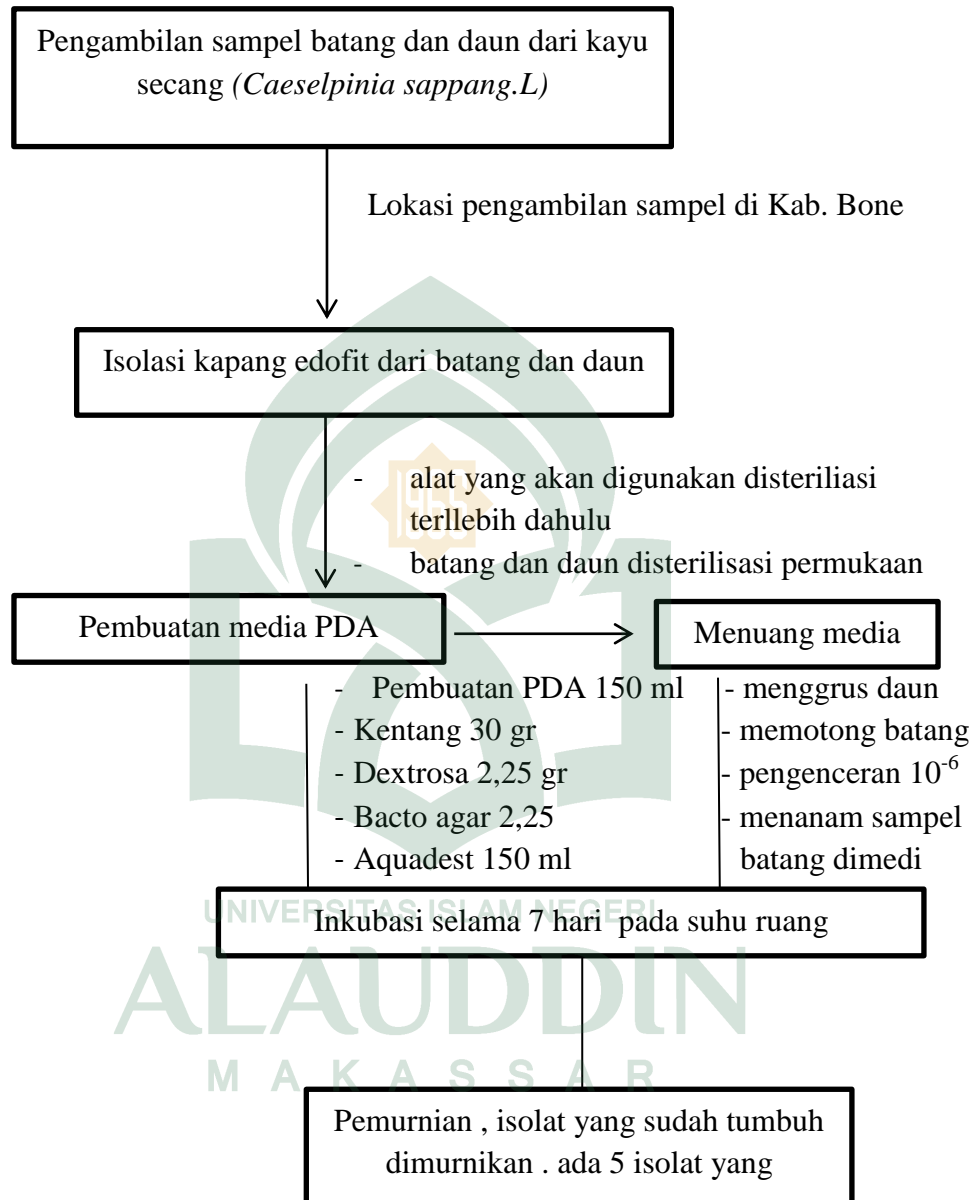 Pengambilan sampel batang dan daun dari kayu
secang (Caeselpinia sappang.L)
Lokasi pengambilan sampel di Kab. Bone
Isolasi kapang edofit dari batang dan daun
- alat yang akan digunakan disteriliasi
terllebih dahulu
- batang dan daun disterilisasi permukaan
1965
Pembuatan media PDA
Menuang media
- Pembuatan PDA 150 ml
- Kentang 30 gr
- Dextrosa 2,25 gr
- Bacto agar 2,25
- Aquadest 150 ml
- menggrus daun
- memotong batang
- pengenceran 10⁻⁶
- menanam sampel
batang dimedi
Inkubasi selama 7 hari pada suhu ruang
UNIVERSITAS ISLAM NEGERI
ALAUDDIN
MAKASSAR
Pemurnian , isolat yang sudah tumbuh
dimurnikan . ada 5 isolat yang